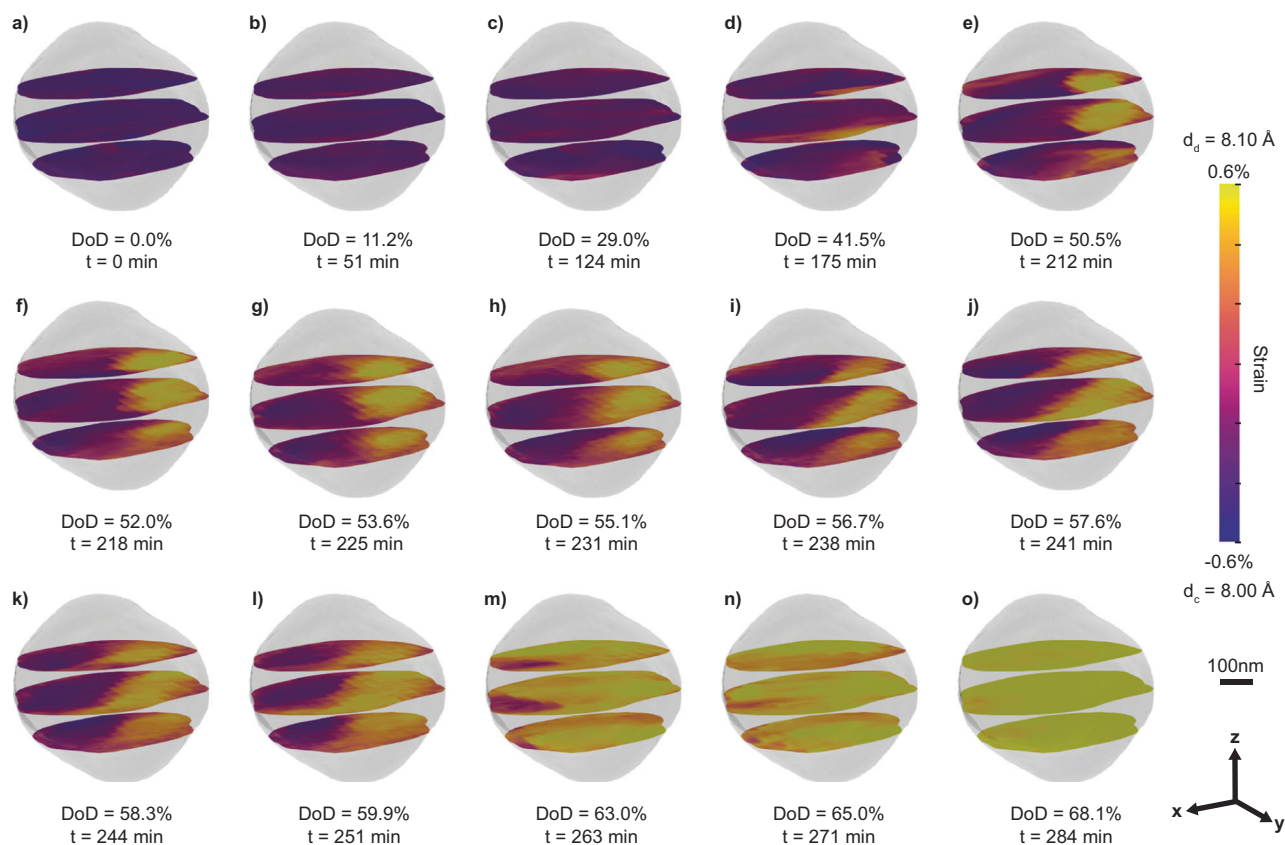 a)
b)
c)
d)
e)
DoD = 0.0%
t = 0 min
DoD = 11.2%
t = 51 min
DoD = 29.0%
t = 124 min
DoD = 41.5%
t = 175 min
DoD = 50.5%
t = 212 min
f)
g)
h)
i)
j)
DoD = 52.0%
t = 218 min
DoD = 53.6%
t = 225 min
DoD = 55.1%
t = 231 min
DoD = 56.7%
t = 238 min
DoD = 57.6%
t = 241 min
k)
l)
m)
n)
o)
DoD = 58.3%
t = 244 min
DoD = 59.9%
t = 251 min
DoD = 63.0%
t = 263 min
DoD = 65.0%
t = 271 min
DoD = 68.1%
t = 284 min
d_d = 8.10 Å
0.6%
Strain
-0.6%
d_c = 8.00 Å
100nm
z
x
y